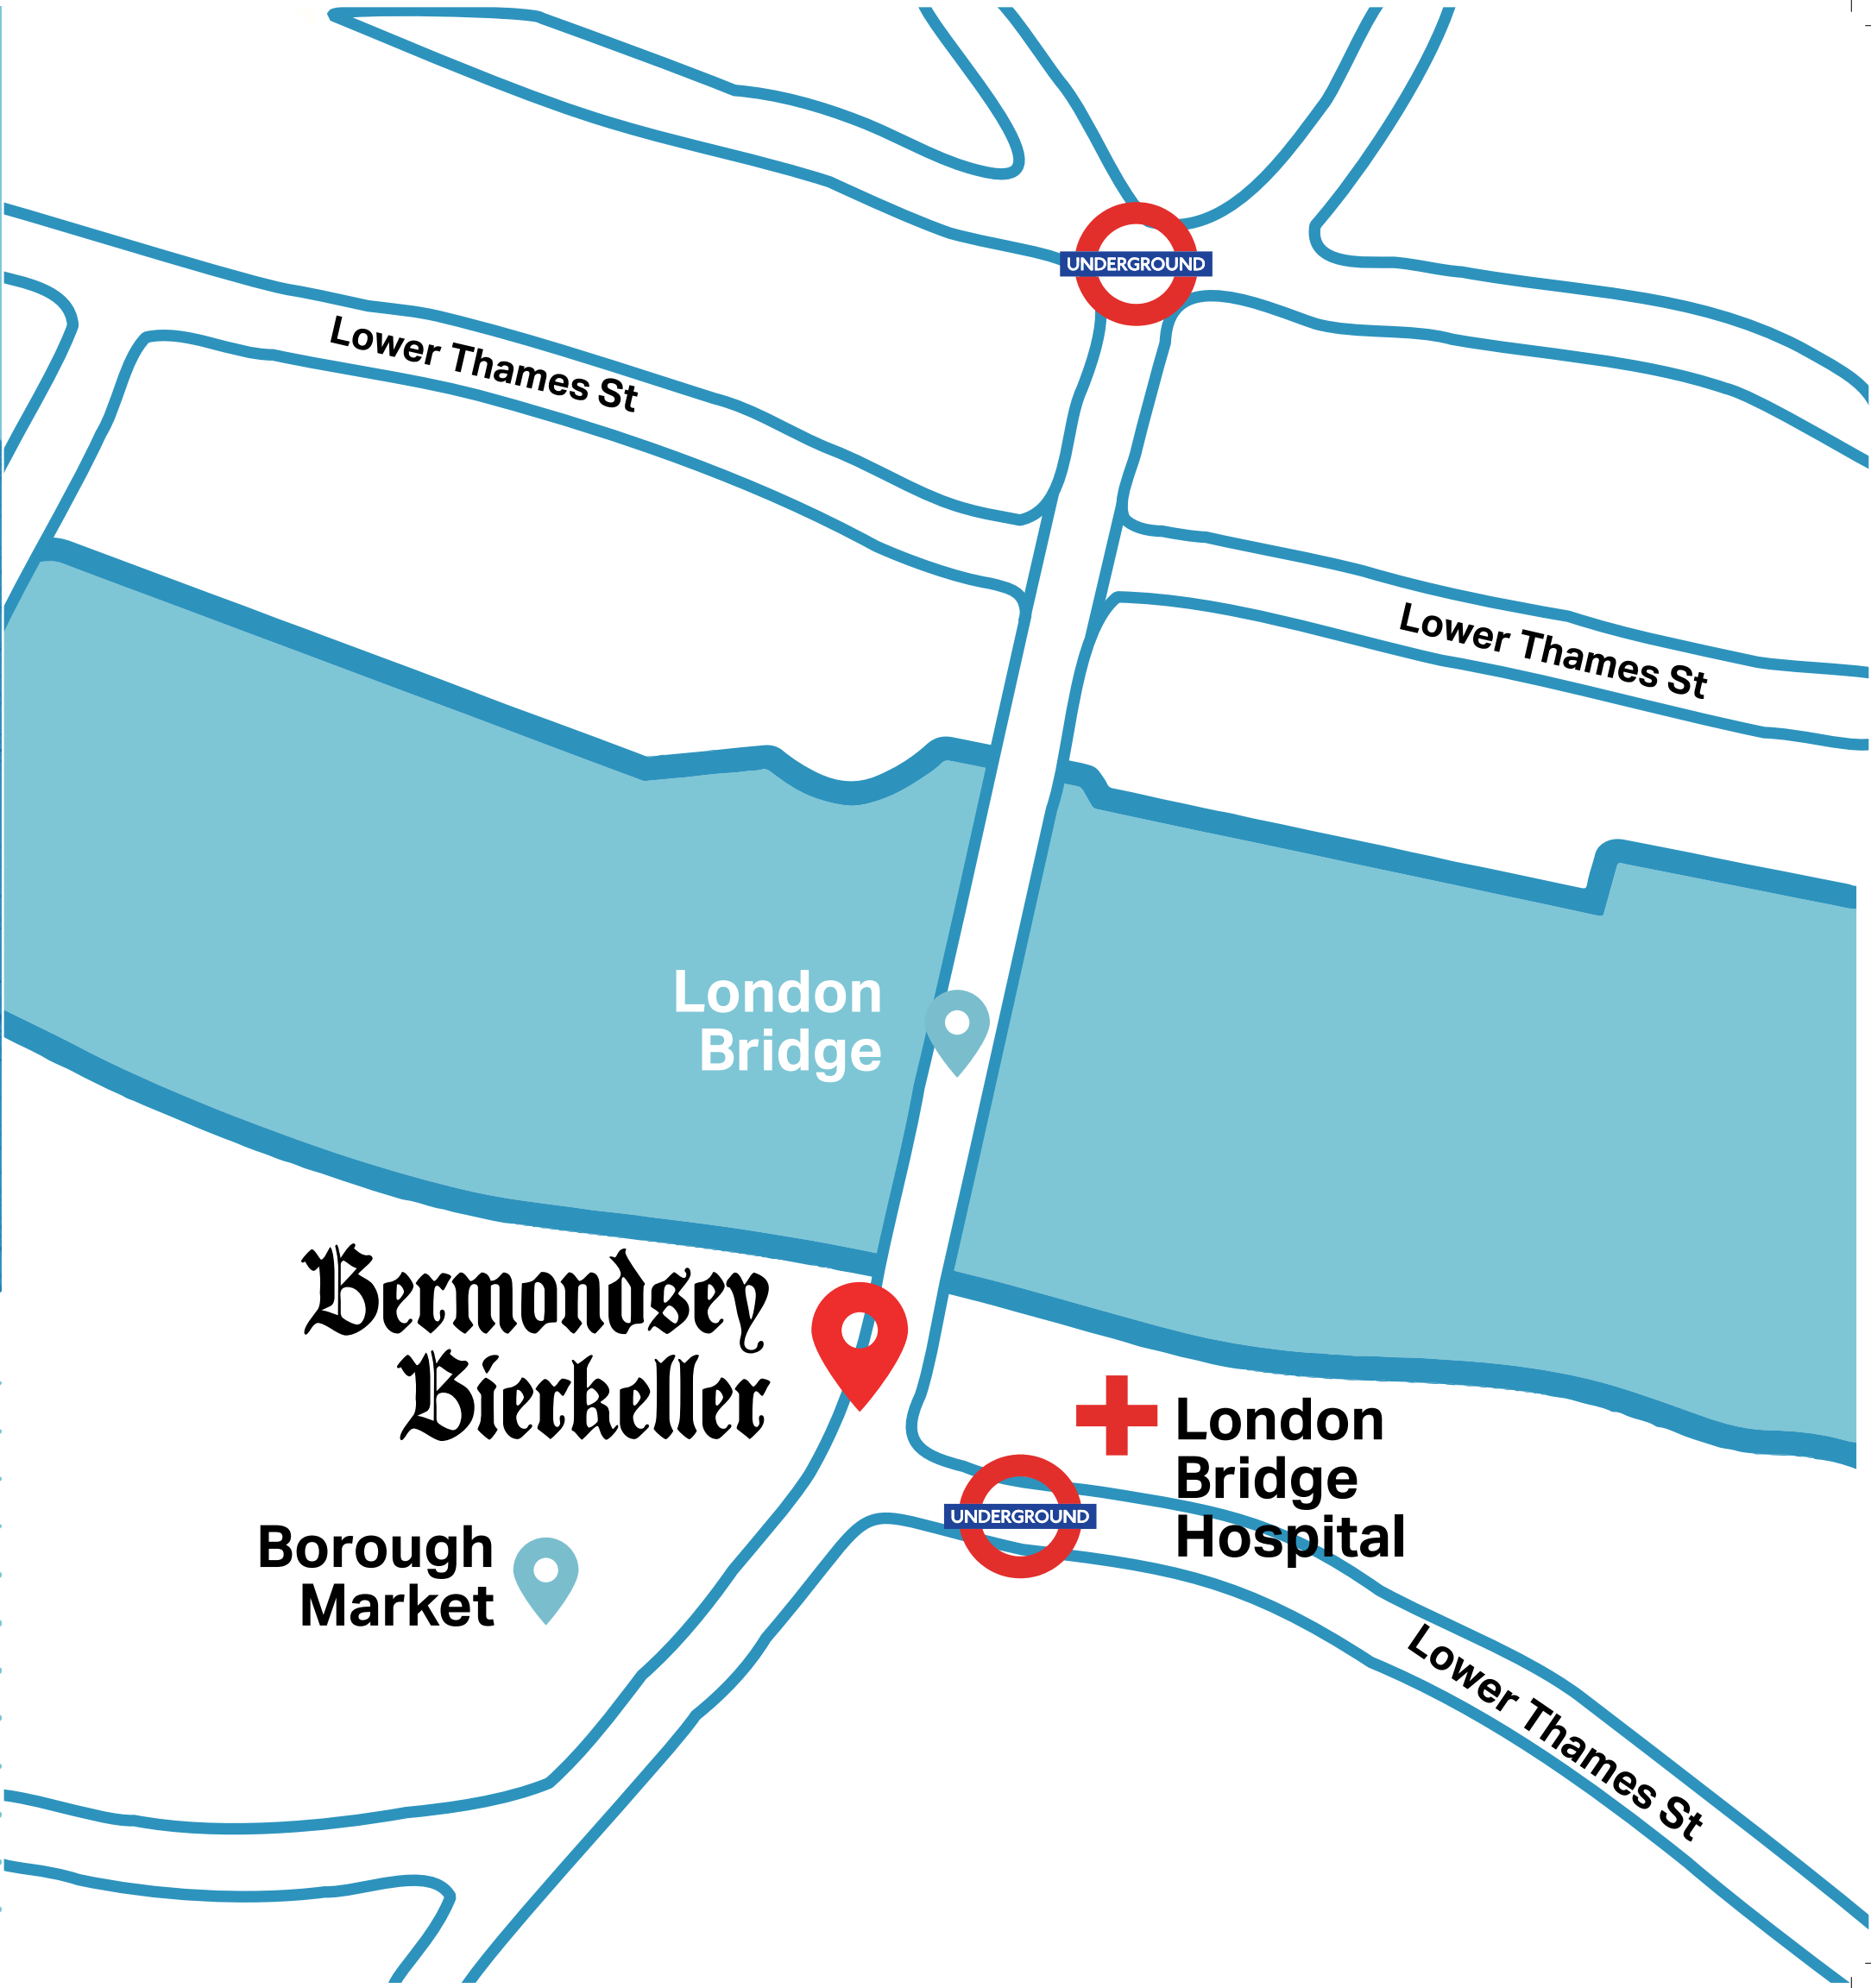 UNDERGROUND
Lower Thames St
Lower Thames St
London
Bridge
Bermondsey
Bierkeller
London
Bridge
Hospital
UNDERGROUND
Borough
Market
Lower Thames St